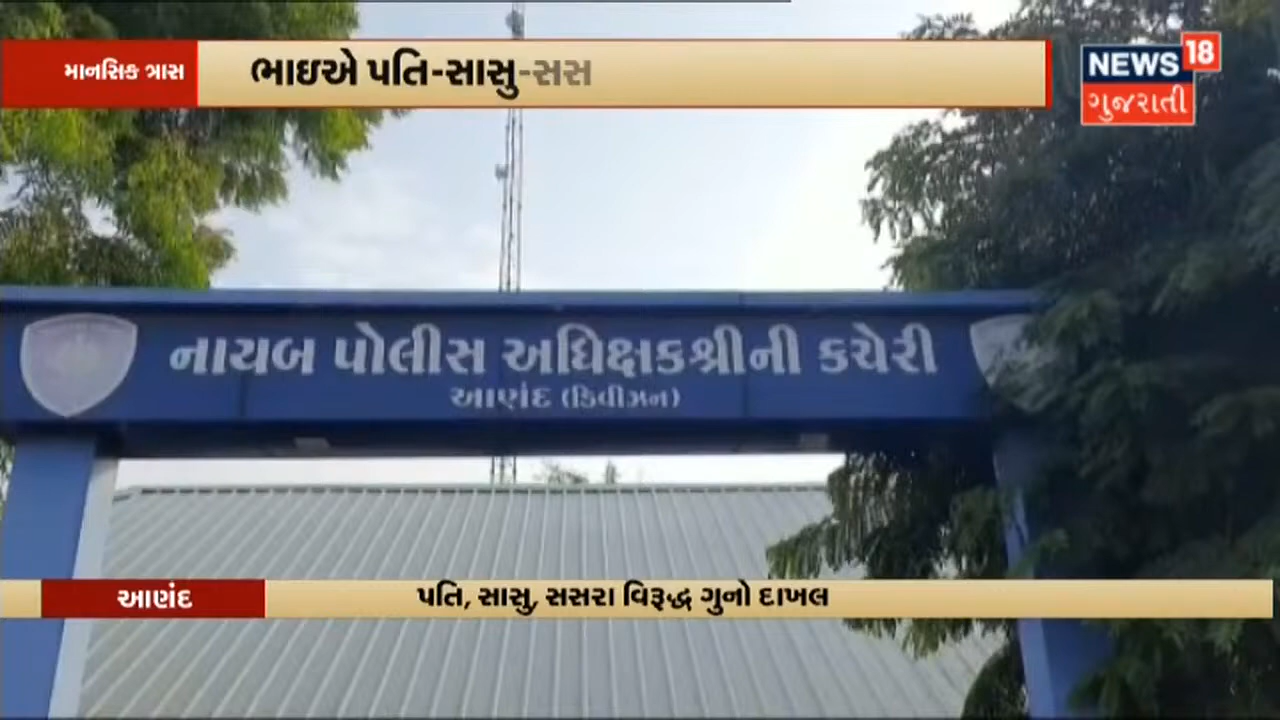 માનસિક ત્રાસ
ભાઇએ પતિ-સાસુ-સસ
NEWS 18
ગુજરાતી
નાયબ પોલીસ અધિક્ષકશ્રીની કચેરી
આણંદ (ડિવીઝન)
આણંદ
પતિ, સાસુ, સસરા વિરૂદ્ધ ગુનો દાખલ